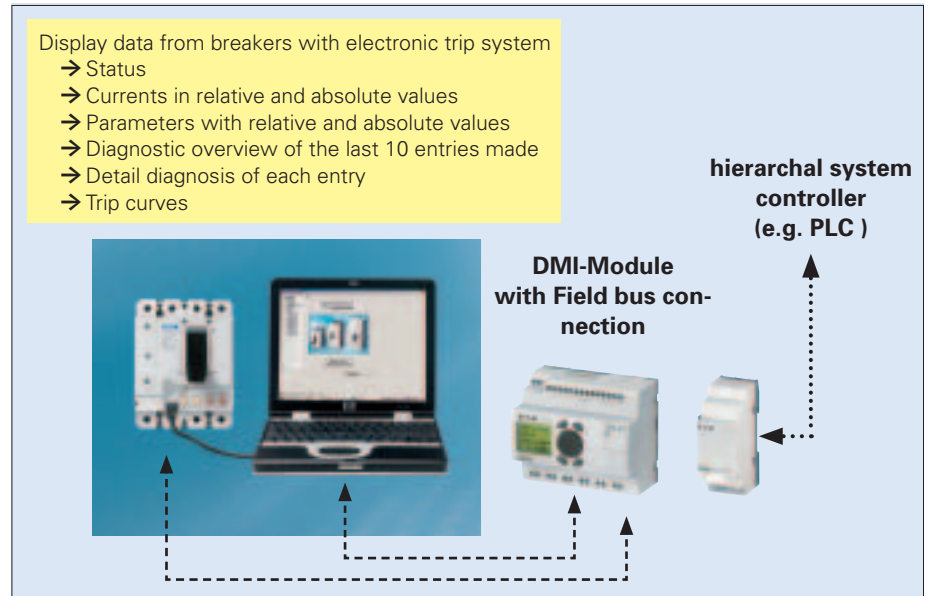 Display data from breakers with electronic trip system
→ Status
→ Currents in relative and absolute values
→ Parameters with relative and absolute values
→ Diagnostic overview of the last 10 entries made
→ Detail diagnosis of each entry
→ Trip curves
hierarchal system
controller
(e.g. PLC )
DMI-Module
with Field bus con-
nection